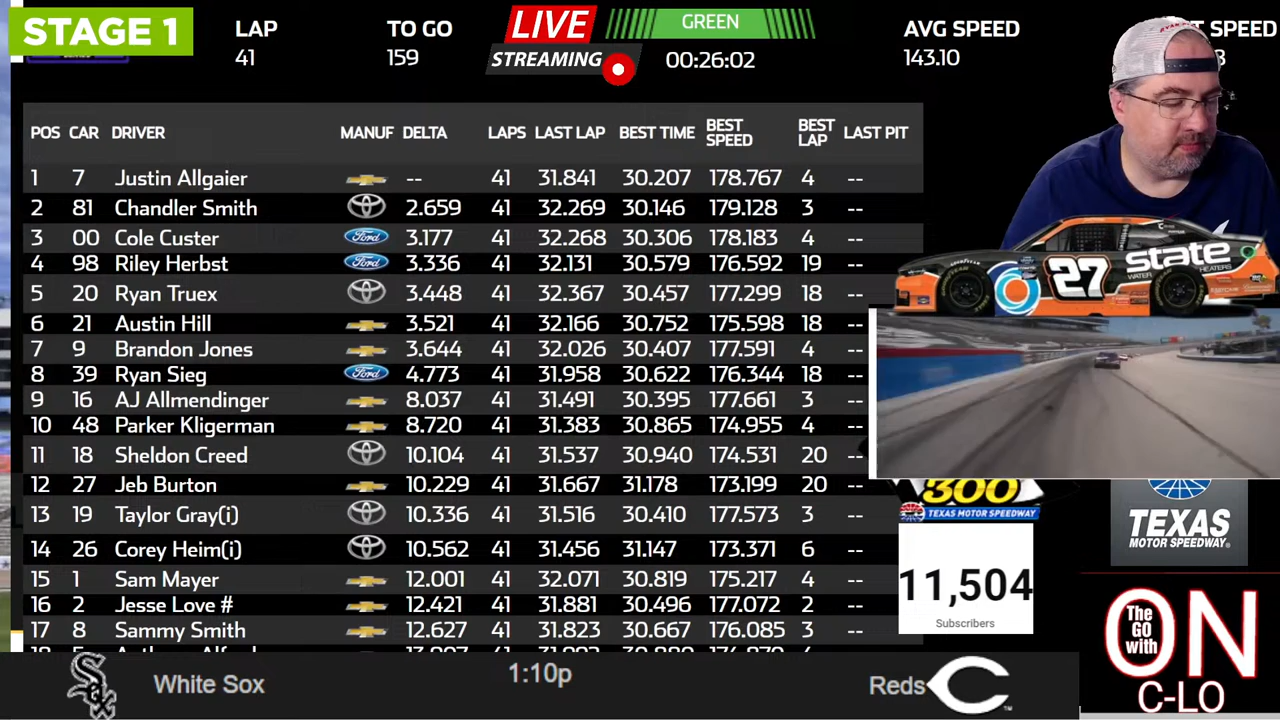 STAGE 1
LAP
41
TO GO
159
LIVE
STREAMING
GREEN
00:26:02
AVG SPEED
143.10
ST SPEED
8
POS CAR DRIVER MANUF DELTA LAPS LAST LAP BEST TIME BEST SPEED BEST LAP LAST PIT
1 7 Justin Allgaier -- 41 31.841 30.207 178.767 4 --
2 81 Chandler Smith 2.659 41 32.269 30.146 179.128 3 --
3 00 Cole Custer Ford 3.177 41 32.268 30.306 178.183 4 --
4 98 Riley Herbst Ford 3.336 41 32.131 30.579 176.592 19 --
5 20 Ryan Truex 3.448 41 32.367 30.457 177.299 18 --
6 21 Austin Hill 3.521 41 32.166 30.752 175.598 18 --
7 9 Brandon Jones 3.644 41 32.026 30.407 177.591 4 --
8 39 Ryan Sieg Ford 4.773 41 31.958 30.622 176.344 18 --
9 16 AJ Allmendinger 8.037 41 31.491 30.395 177.661 3 --
10 48 Parker Kligerman 8.720 41 31.383 30.865 174.955 4 --
11 18 Sheldon Creed 10.104 41 31.537 30.940 174.531 20 --
12 27 Jeb Burton 10.229 41 31.667 31.178 173.199 20 --
13 19 Taylor Gray(i) 10.336 41 31.516 30.410 177.573 3 --
14 26 Corey Heim(i) 10.562 41 31.456 31.147 173.371 6 --
15 1 Sam Mayer 12.001 41 32.071 30.819 175.217 4 --
16 2 Jesse Love # 12.421 41 31.881 30.496 177.072 2 --
17 8 Sammy Smith 12.627 41 31.823 30.667 176.085 3 --
27
state
WATER HEATERS
300
TEXAS MOTOR SPEEDWAY
TEXAS
MOTOR SPEEDWAY
11,504
Subscribers
The GO with ON
C-LO
Sox
White Sox
1:10p
Reds